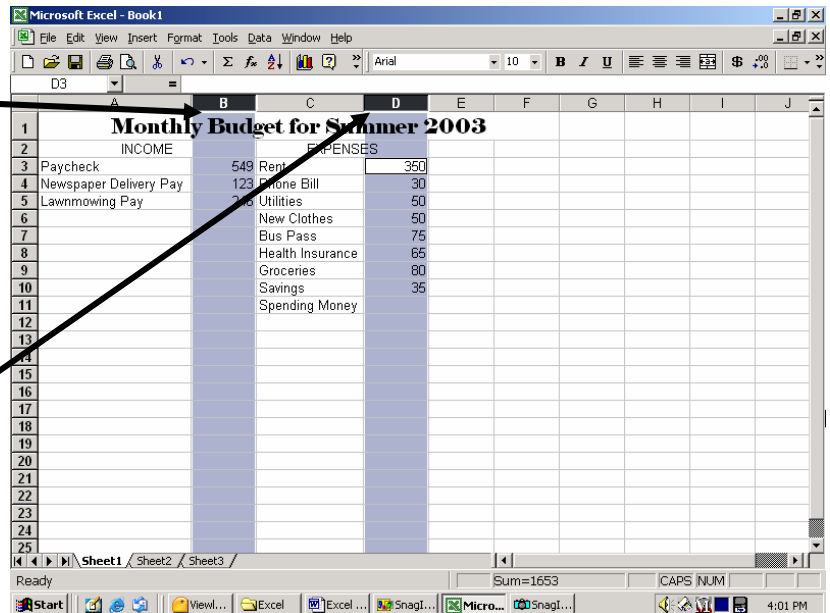 Microsoft Excel - Book1
File Edit View Insert Format Tools Data Window Help
Arial 10 B I U $
D3 =
A B C D E F G H I J
1 Monthly Budget for Summer 2003
2 INCOME EXPENSES
3 Paycheck 549 Rent 350
4 Newspaper Delivery Pay 123 Phone Bill 30
5 Lawnmowing Pay Utilities 50
6 New Clothes 50
7 Bus Pass 75
8 Health Insurance 65
9 Groceries 80
10 Savings 35
11 Spending Money
12
13
14
15
16
17
18
19
20
21
22
23
24
25
Sheet1 Sheet2 Sheet3
Ready Sum=1653 CAPS NUM
Start Viewl... Excel Excel ... SnagI... Micro... SnagI... 4:01 PM